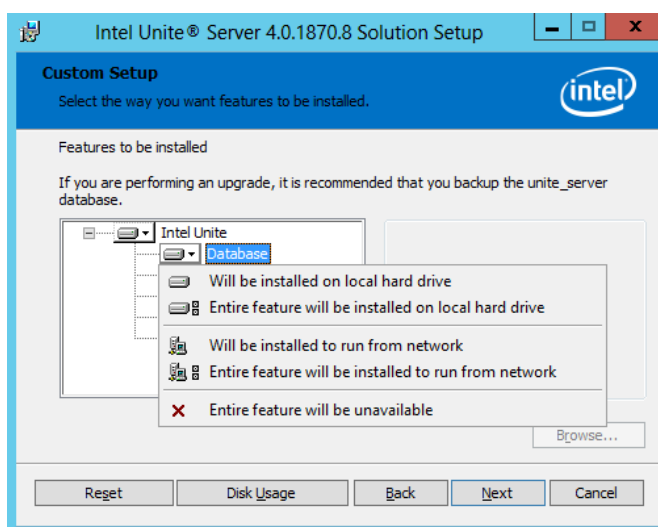 Intel Unite® Server 4.0.1870.8 Solution Setup
Custom Setup
Select the way you want features to be installed.
intel
Features to be installed
If you are performing an upgrade, it is recommended that you backup the unite_server
database.
Intel Unite
Database
Will be installed on local hard drive
Entire feature will be installed on local hard drive
Will be installed to run from network
Entire feature will be installed to run from network
Entire feature will be unavailable
Browse...
Reset Disk Usage Back Next Cancel